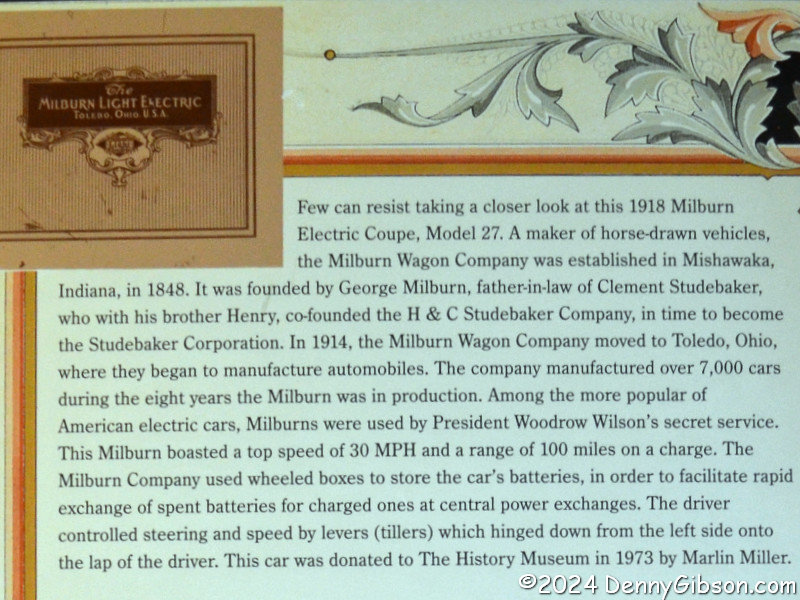 The
MILBURN LIGHT ELECTRIC
TOLEDO, OHIO U.S.A.
Few can resist taking a closer look at this 1918 Milburn
Electric Coupe, Model 27. A maker of horse-drawn vehicles,
the Milburn Wagon Company was established in Mishawaka,
Indiana, in 1848. It was founded by George Milburn, father-in-law of Clement Studebaker,
who with his brother Henry, co-founded the H & C Studebaker Company, in time to become
the Studebaker Corporation. In 1914, the Milburn Wagon Company moved to Toledo, Ohio,
where they began to manufacture automobiles. The company manufactured over 7,000 cars
during the eight years the Milburn was in production. Among the more popular of
American electric cars, Milburns were used by President Woodrow Wilson's secret service.
This Milburn boasted a top speed of 30 MPH and a range of 100 miles on a charge. The
Milburn Company used wheeled boxes to store the car's batteries, in order to facilitate rapid
exchange of spent batteries for charged ones at central power exchanges. The driver
controlled steering and speed by levers (tillers) which hinged down from the left side onto
the lap of the driver. This car was donated to The History Museum in 1973 by Marlin Miller.
©2024 DennyGibson.com